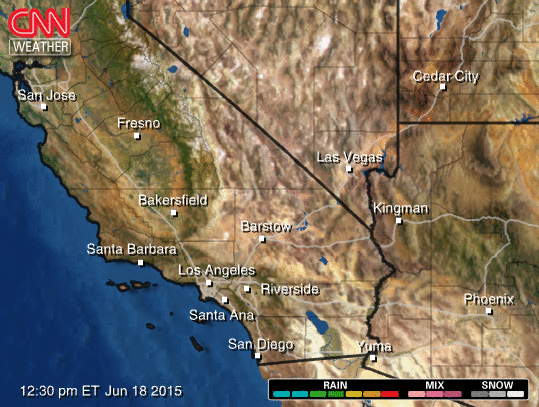 CNN
WEATHER
Cedar City
San Jose
Fresno
Las Vegas
Bakersfield
Kingman
Barstow
Santa Barbara
Los Angeles
Riverside
Phoenix
Santa Ana
San Diego
Yuma
12:30 pm ET Jun 18 2015
RAIN MIX SNOW